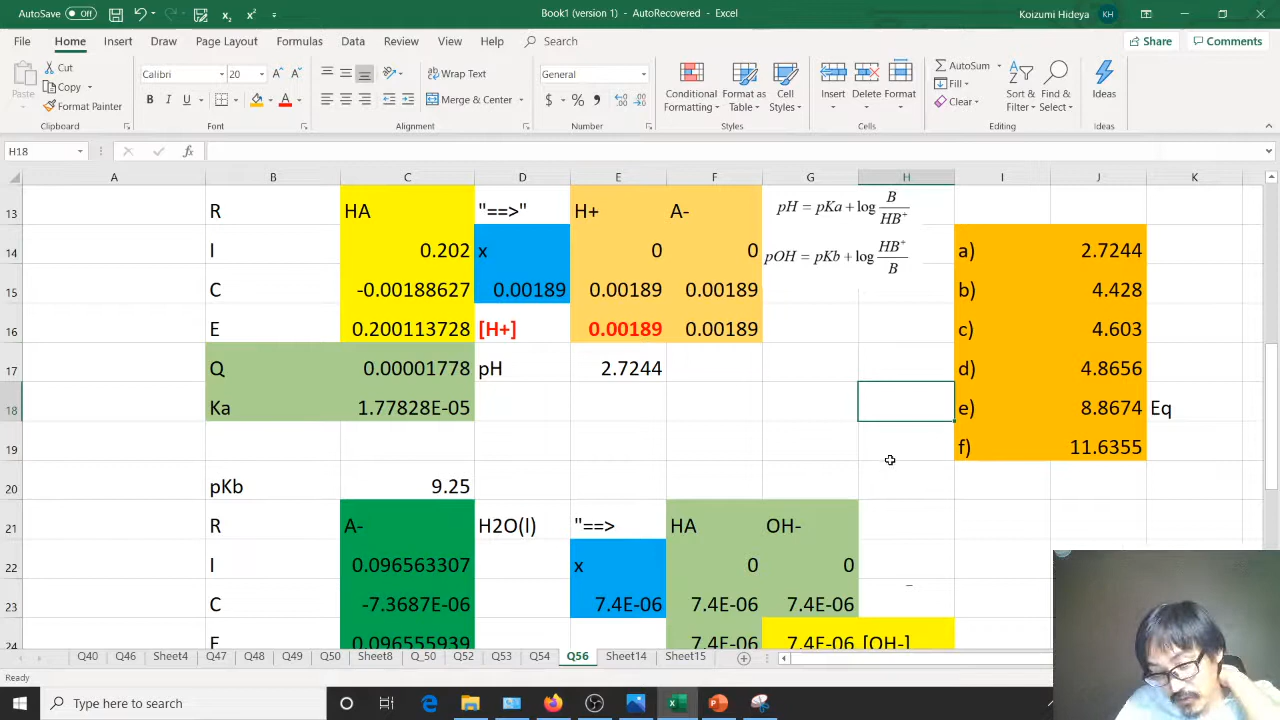 AutoSave Off Book1 (version 1) - AutoRecovered - Excel Koizumi Hideya KH
File Home Insert Draw Page Layout Formulas Data Review View Help Search Share Comments
Cut
Copy
Format Painter
Paste
Clipboard
Calibri 20
Font
Wrap Text
Merge & Center
Alignment
General
Number
Conditional Formatting
Format as Table
Cell Styles
Styles
Insert Delete Format
Cells
AutoSum
Fill
Clear
Sort & Filter
Find & Select
Editing
Ideas
Ideas
H18 fx
A B C D E F G H I J K
13 R HA "==>" H+ A- pH = pKa + log B / HB+
14 I 0.202 x 0 0 pOH = pKb + log HB+ / B a) 2.7244
15 C -0.00188627 0.00189 0.00189 0.00189 b) 4.428
16 E 0.200113728 [H+] 0.00189 0.00189 c) 4.603
17 Q 0.00001778 pH 2.7244 d) 4.8656
18 Ka 1.77828E-05 e) 8.8674 Eq
19 f) 11.6355
20 pKb 9.25
21 R A- H2O(l) "==> HA OH-
22 I 0.096563307 x 0 0
23 C -7.3687E-06 7.4E-06 7.4E-06 7.4E-06
24 E 0.096555939 7.4E-06 7.4E-06 [OH-]
Q40 Q46 Sheet4 Q47 Q48 Q49 Q50 Sheet8 Q_50 Q52 Q53 Q54 Q56 Sheet14 Sheet15
Ready
Type here to search